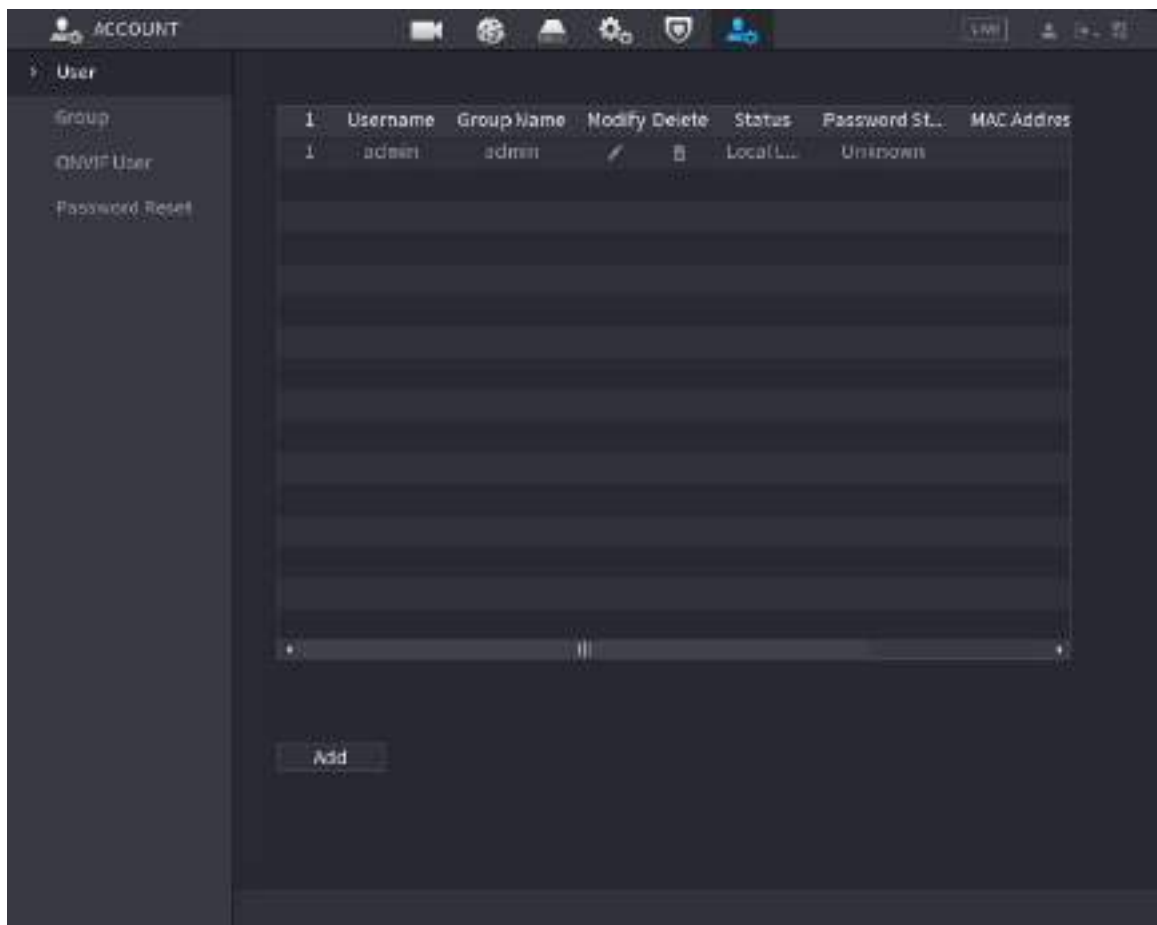 ACCOUNT LIVE
User
Group
ONVIF User
Password Reset
1 Username Group Name Modify Delete Status Password St... MAC Addres
1 admin admin Local L... Unknown
Add